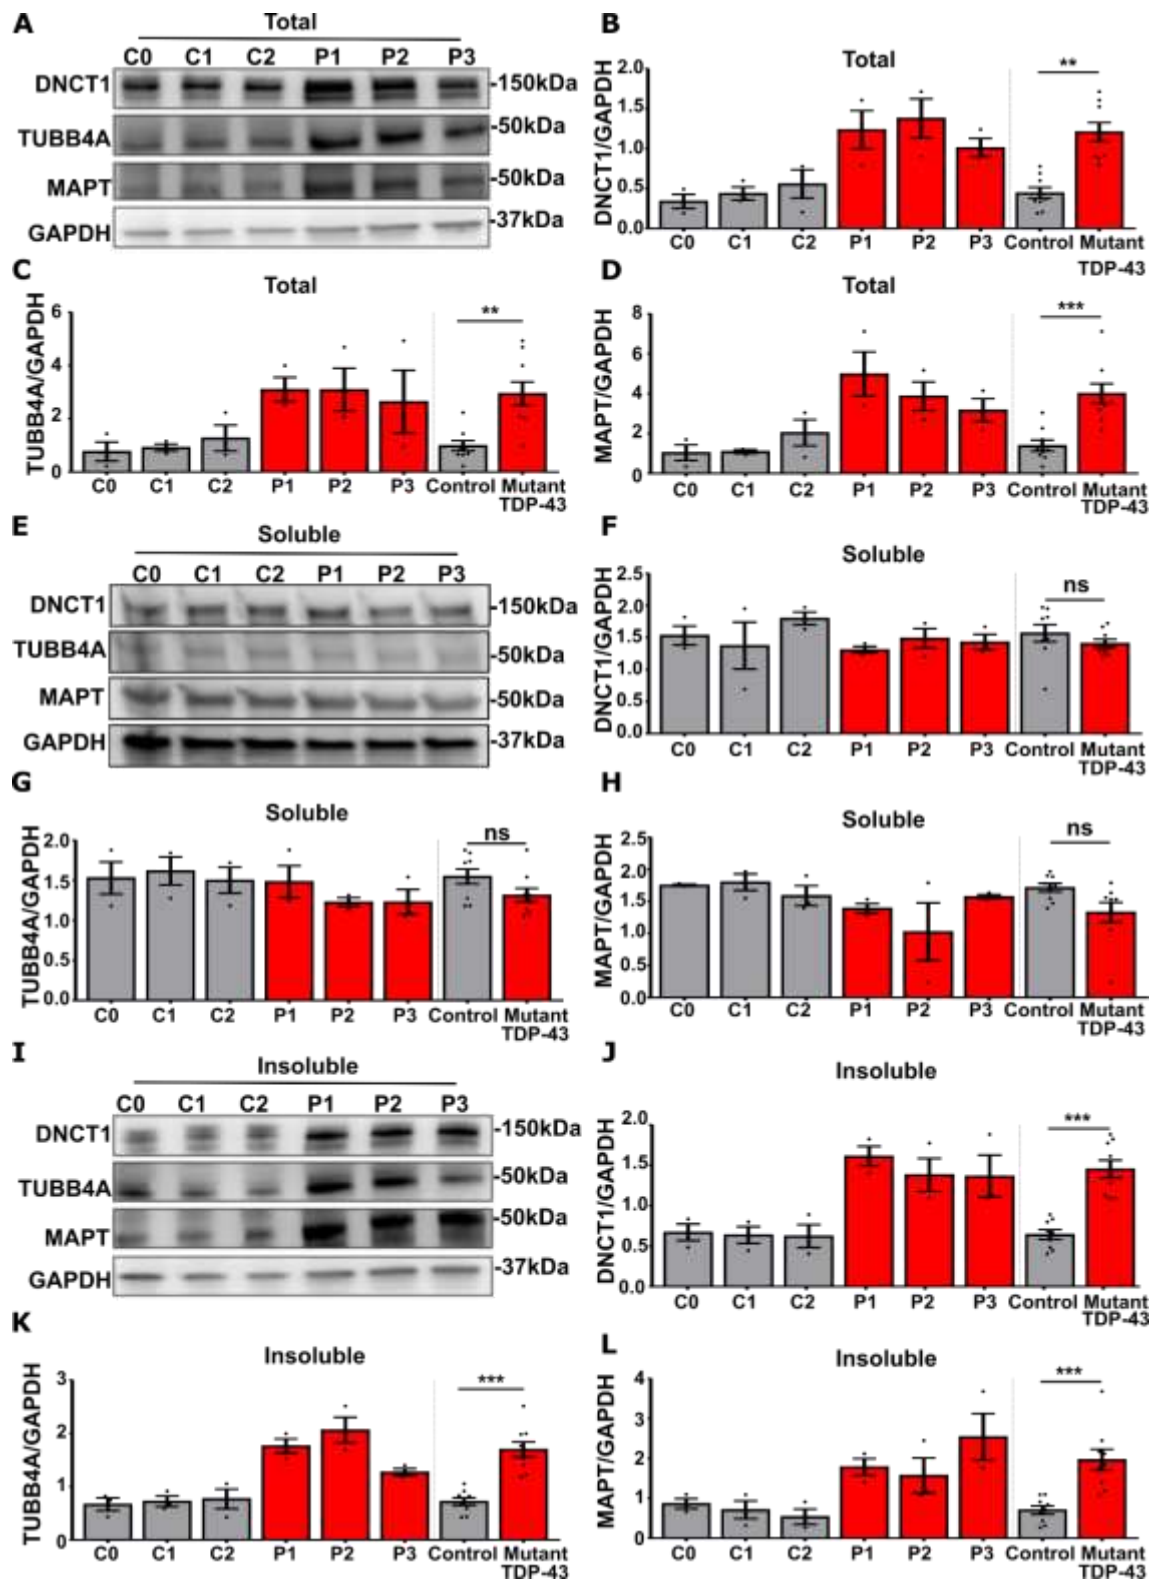 A
Total
C0 C1 C2 P1 P2 P3
DNCT1
-150kDa
TUBB4A
-50kDa
MAPT
-50kDa
GAPDH
-37kDa
B
Total
DNCT1/GAPDH
2.0
1.5
1.0
0.5
0.0
**
C0 C1 C2 P1 P2 P3 Control Mutant
TDP-43
C
Total
TUBB4A/GAPDH
6
4
2
0
**
C0 C1 C2 P1 P2 P3 Control Mutant
TDP-43
D
Total
MAPT/GAPDH
8
6
4
2
0
***
C0 C1 C2 P1 P2 P3 Control Mutant
TDP-43
E
Soluble
C0 C1 C2 P1 P2 P3
DNCT1
-150kDa
TUBB4A
-50kDa
MAPT
-50kDa
GAPDH
-37kDa
F
Soluble
DNCT1/GAPDH
2.5
2.0
1.5
1.0
0.5
0.0
ns
C0 C1 C2 P1 P2 P3 Control Mutant
TDP-43
G
Soluble
TUBB4A/GAPDH
2.0
1.5
1.0
0.5
0.0
ns
C0 C1 C2 P1 P2 P3 Control Mutant
TDP-43
H
Soluble
MAPT/GAPDH
2.5
2.0
1.5
1.0
0.5
0.0
ns
C0 C1 C2 P1 P2 P3 Control Mutant
TDP-43
I
Insoluble
C0 C1 C2 P1 P2 P3
DNCT1
-150kDa
TUBB4A
-50kDa
MAPT
-50kDa
GAPDH
-37kDa
J
Insoluble
DNCT1/GAPDH
2.0
1.5
1.0
0.5
0.0
***
C0 C1 C2 P1 P2 P3 Control Mutant
TDP-43
K
Insoluble
TUBB4A/GAPDH
3
2
1
0
***
C0 C1 C2 P1 P2 P3 Control Mutant
TDP-43
L
Insoluble
MAPT/GAPDH
4
3
2
1
0
***
C0 C1 C2 P1 P2 P3 Control Mutant
TDP-43